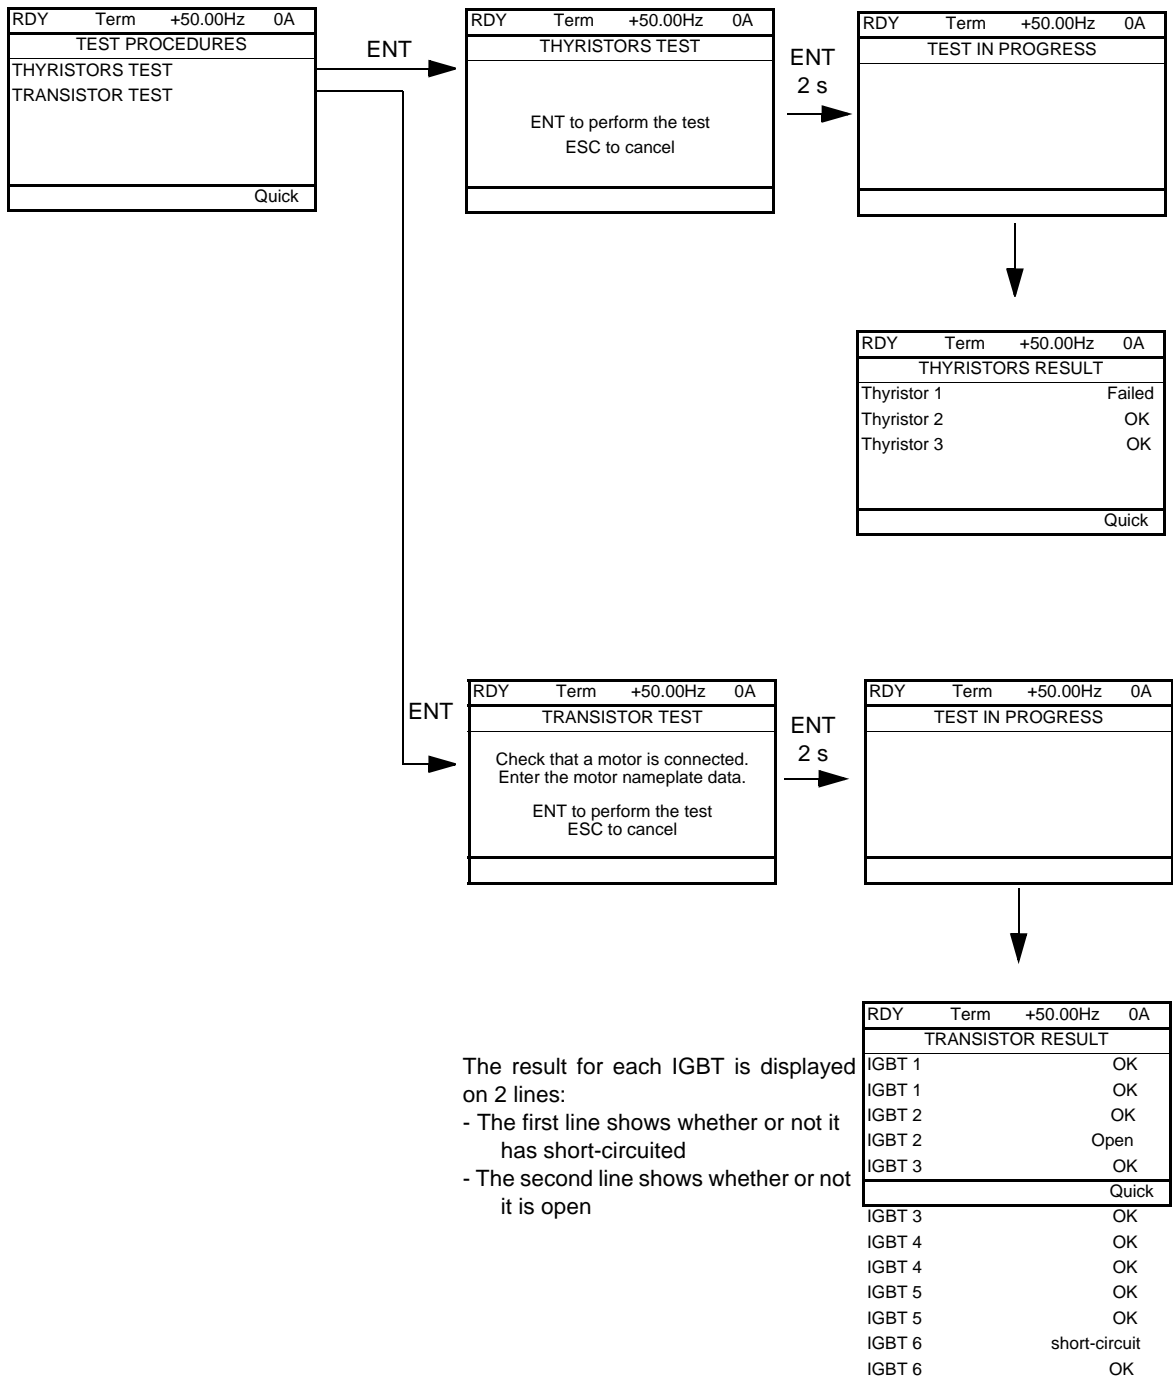 RDY Term +50.00Hz 0A
TEST PROCEDURES
THYRISTORS TEST
TRANSISTOR TEST
Quick
ENT
RDY Term +50.00Hz 0A
THYRISTORS TEST
ENT to perform the test
ESC to cancel
ENT
2 s
RDY Term +50.00Hz 0A
TEST IN PROGRESS
RDY Term +50.00Hz 0A
THYRISTORS RESULT
Thyristor 1 Failed
Thyristor 2 OK
Thyristor 3 OK
Quick
ENT
RDY Term +50.00Hz 0A
TRANSISTOR TEST
Check that a motor is connected.
Enter the motor nameplate data.
ENT to perform the test
ESC to cancel
ENT
2 s
RDY Term +50.00Hz 0A
TEST IN PROGRESS
The result for each IGBT is displayed
on 2 lines:
- The first line shows whether or not it
has short-circuited
- The second line shows whether or not
it is open
RDY Term +50.00Hz 0A
TRANSISTOR RESULT
IGBT 1 OK
IGBT 1 OK
IGBT 2 OK
IGBT 2 Open
IGBT 3 OK
Quick
IGBT 3 OK
IGBT 4 OK
IGBT 4 OK
IGBT 5 OK
IGBT 5 OK
IGBT 6 short-circuit
IGBT 6 OK